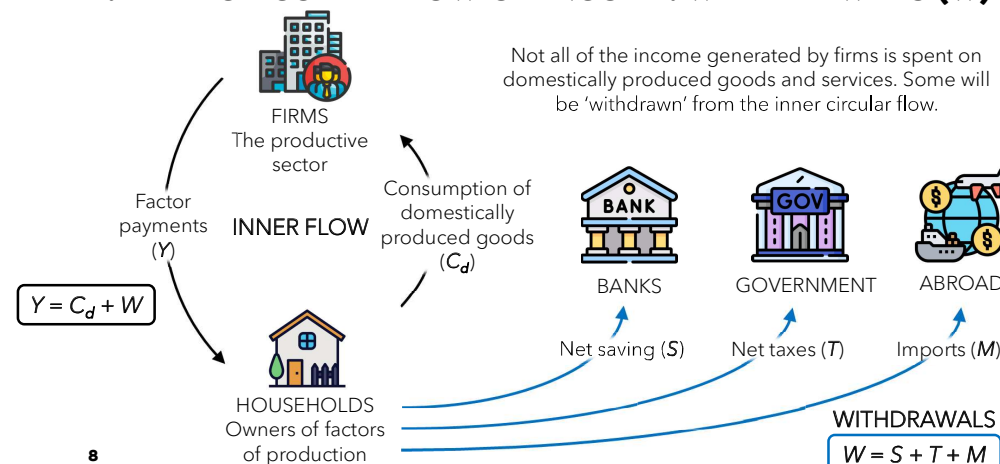 Not all of the income generated by firms is spent on
domestically produced goods and services. Some will
be ‘withdrawn’ from the inner circular flow.
FIRMS
The productive
sector
Factor
payments
(Y)
INNER FLOW
Consumption of
domestically
produced goods
(Cd)
Y = Cd + W
BANK
GOV
$
$
BANKS
GOVERNMENT
ABROAD
Net saving (S)
Net taxes (T)
Imports (M)
HOUSEHOLDS
Owners of factors
of production
WITHDRAWALS
W = S + T + M
8